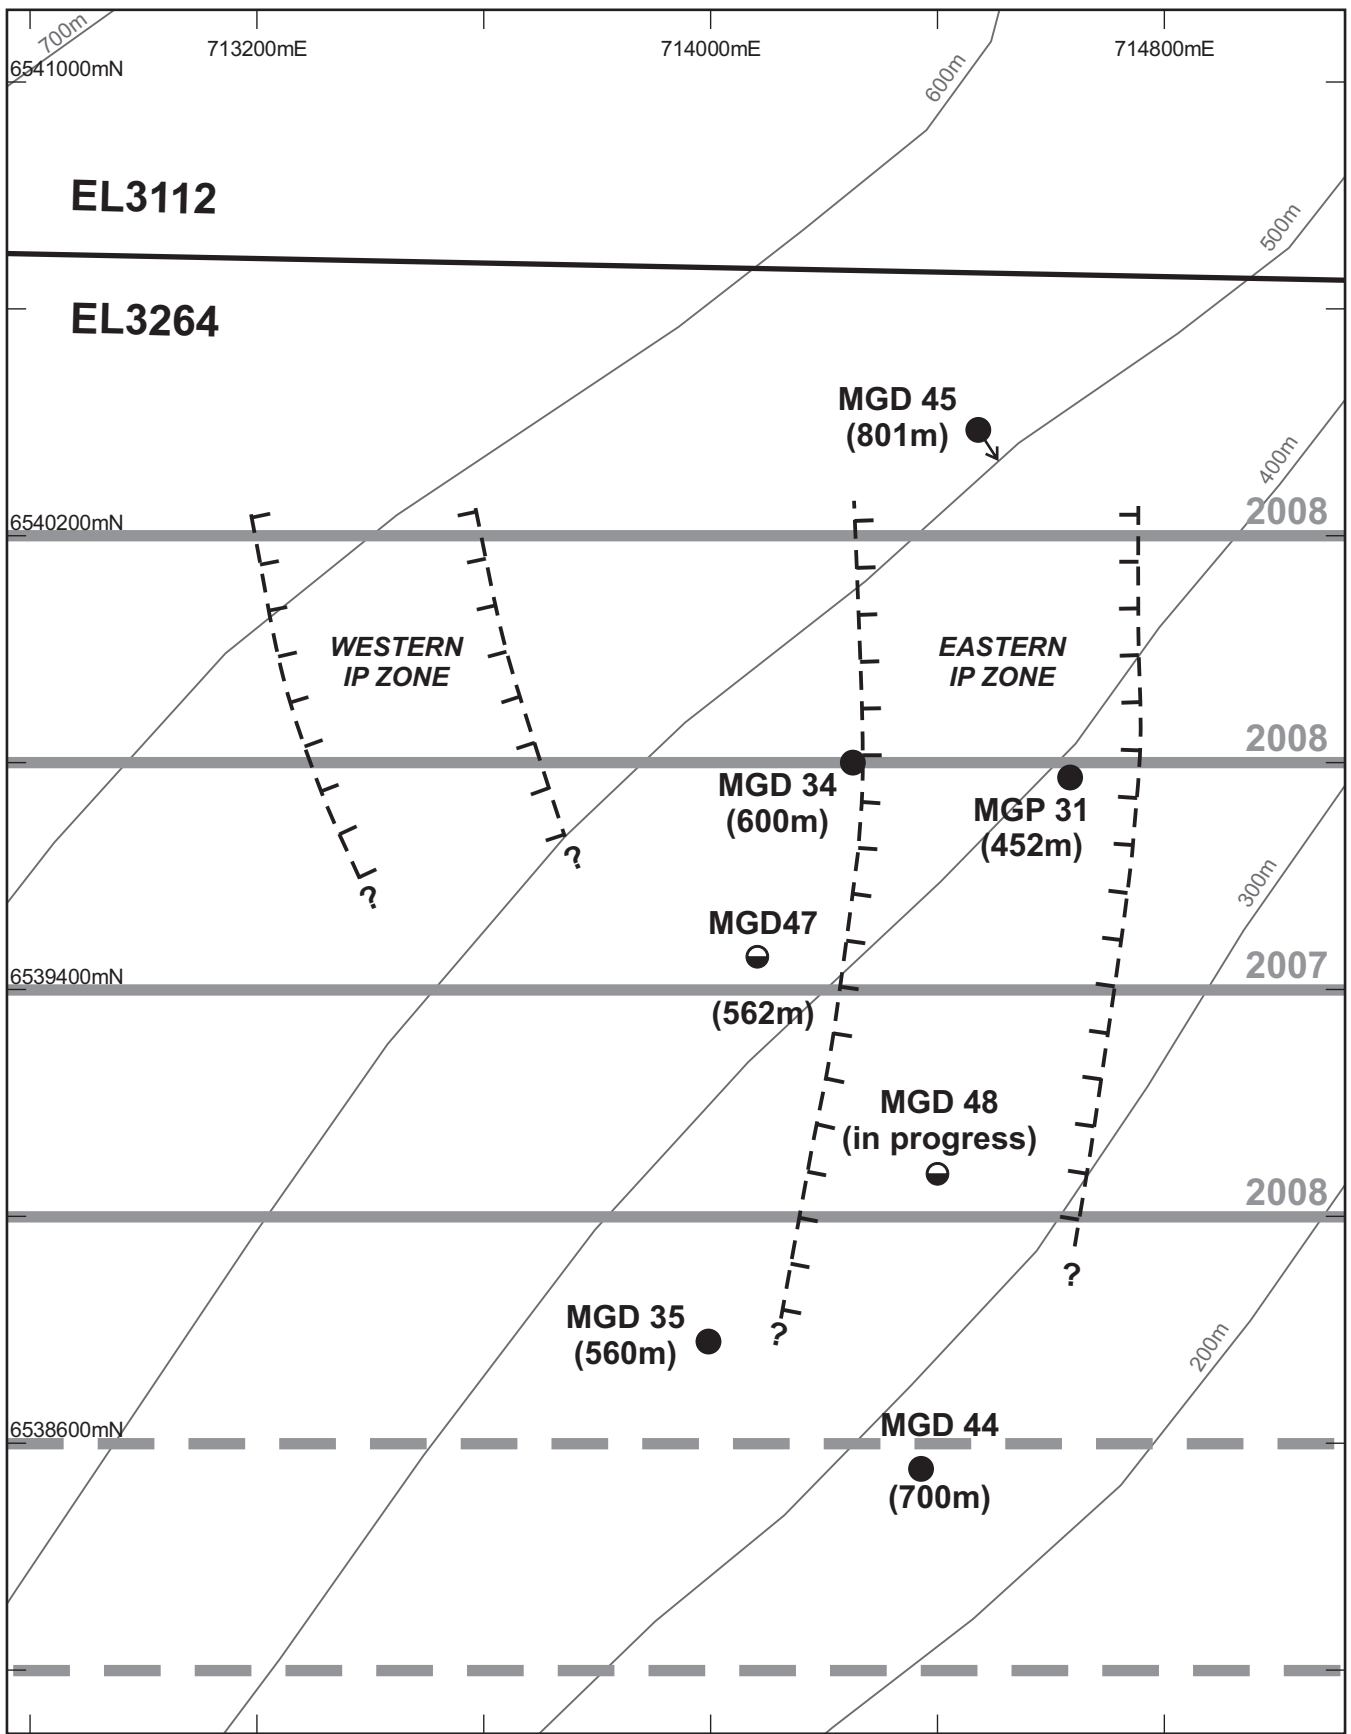 700m
713200mE
714000mE
714800mE
6541000mN
600m
EL3112
500m
EL3264
MGD 45
(801m)
400m
2008
6540200mN
WESTERN
IP ZONE
EASTERN
IP ZONE
2008
MGD 34
(600m)
MGP 31
(452m)
?
?
300m
MGD47
2007
6539400mN
(562m)
MGD 48
(in progress)
2008
?
MGD 35
(560m)
?
200m
6538600mN
MGD 44
(700m)